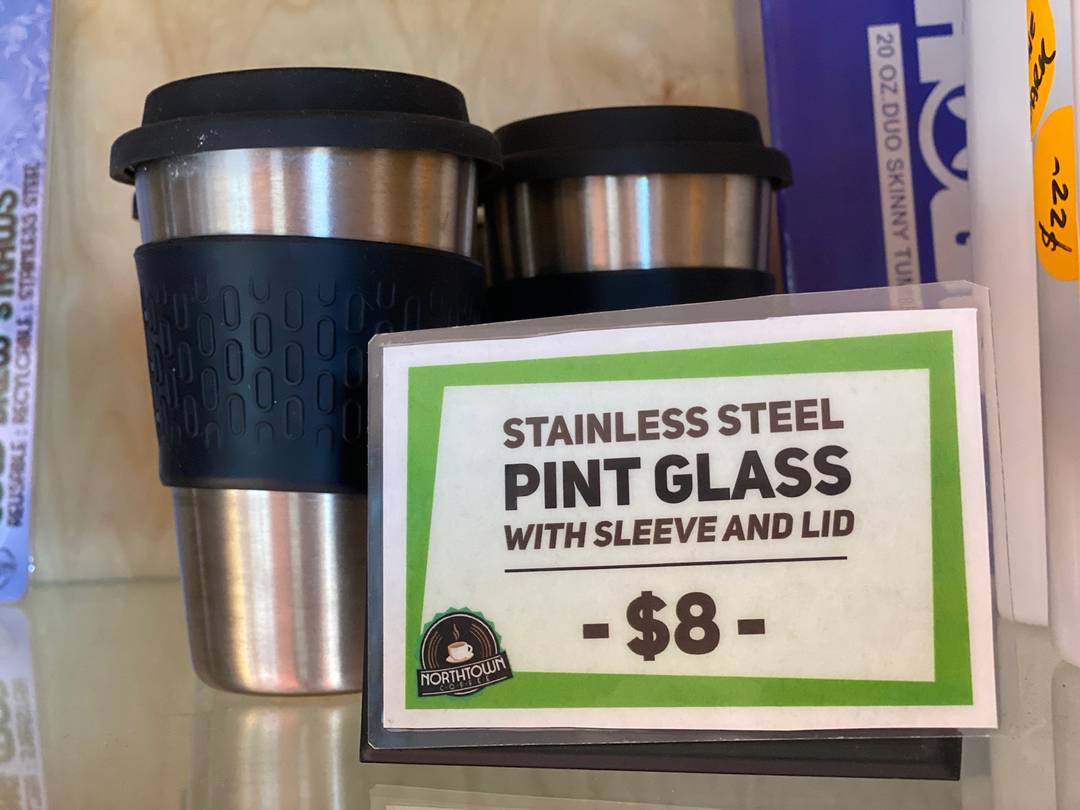 STAINLESS STEEL
PINT GLASS
WITH SLEEVE AND LID
- $8 -
NORTHTOWN
COFFEE
20 OZ. DUO SKINNY
REUSABLE : RECYCLABLE : STAINLESS STEEL
STRAWS
22$